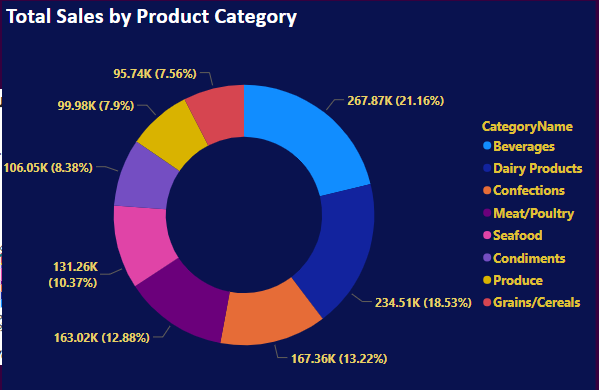 Total Sales by Product Category
95.74K (7.56%)
267.87K (21.16%)
99.98K (7.9%)
106.05K (8.38%)
131.26K
(10.37%)
163.02K (12.88%)
167.36K (13.22%)
234.51K (18.53%)
CategoryName
Beverages
Dairy Products
Confections
Meat/Poultry
Seafood
Condiments
Produce
Grains/Cereals